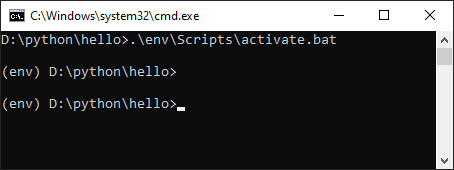 C:\Windows\system32\cmd.exe
D:\python\hello>.\env\Scripts\activate.bat
(env) D:\python\hello>
(env) D:\python\hello>